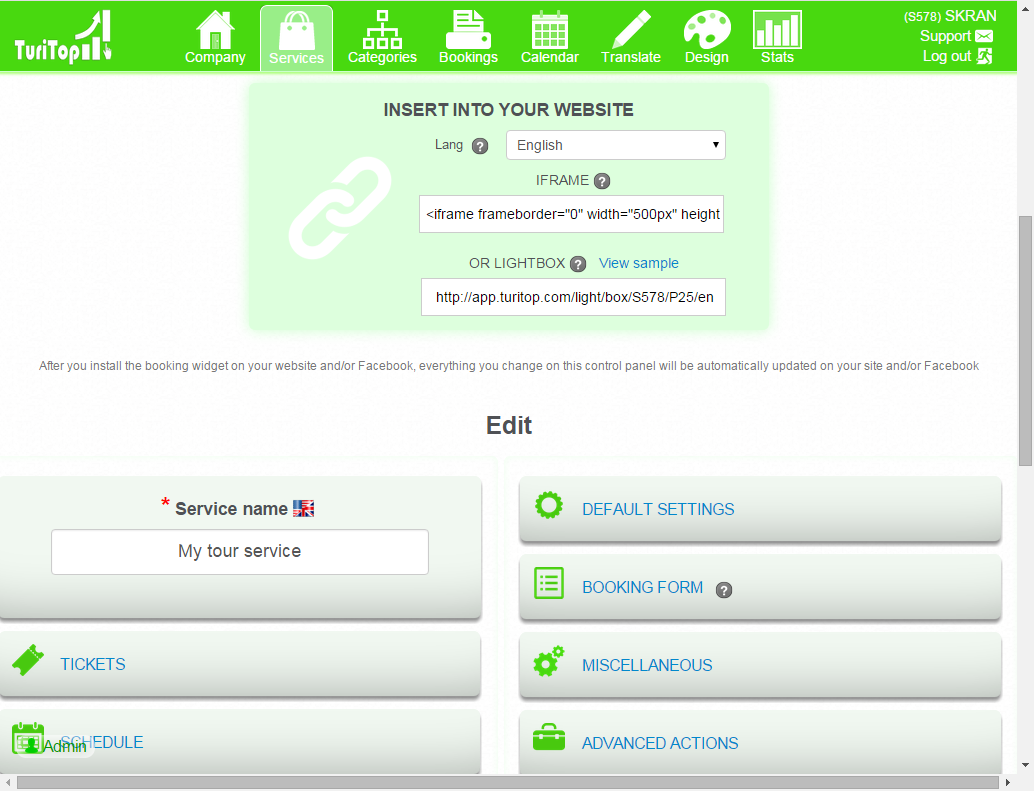 TuriTop
Company
Services
Categories
Bookings
Calendar
Translate
Design
Stats
(S578) SKRAN
Support
Log out
INSERT INTO YOUR WEBSITE
Lang ?
English
IFRAME ?
<iframe frameborder="0" width="500px" height
OR LIGHTBOX ? View sample
http://app.turitop.com/light/box/S578/P25/en
After you install the booking widget on your website and/or Facebook, everything you change on this control panel will be automatically updated on your site and/or Facebook
Edit
* Service name
My tour service
TICKETS
SCHEDULE
Admin
DEFAULT SETTINGS
BOOKING FORM ?
MISCELLANEOUS
ADVANCED ACTIONS